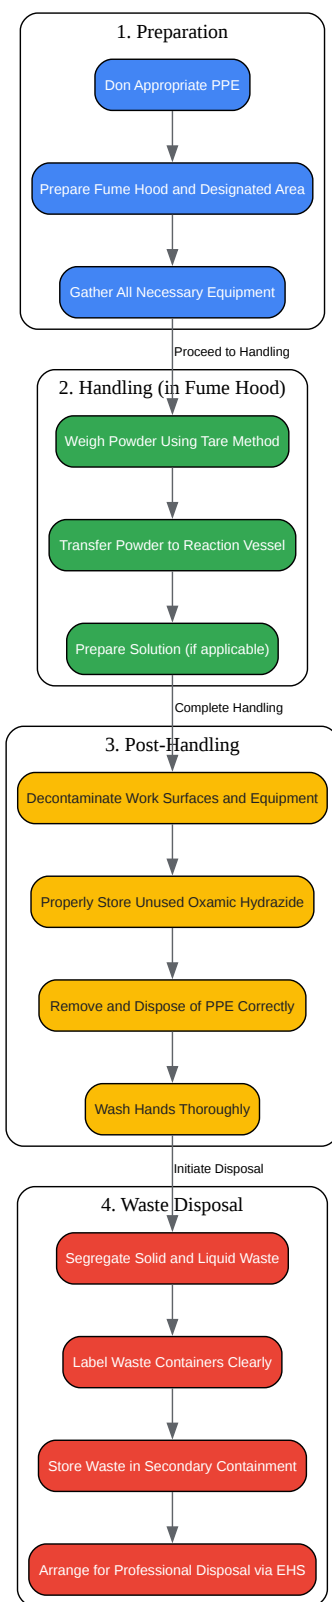 1. Preparation
Don Appropriate PPE
Prepare Fume Hood and Designated Area
Gather All Necessary Equipment
Proceed to Handling
2. Handling (in Fume Hood)
Weigh Powder Using Tare Method
Transfer Powder to Reaction Vessel
Prepare Solution (if applicable)
Complete Handling
3. Post-Handling
Decontaminate Work Surfaces and Equipment
Properly Store Unused Oxamic Hydrazide
Remove and Dispose of PPE Correctly
Wash Hands Thoroughly
Initiate Disposal
4. Waste Disposal
Segregate Solid and Liquid Waste
Label Waste Containers Clearly
Store Waste in Secondary Containment
Arrange for Professional Disposal via EHS